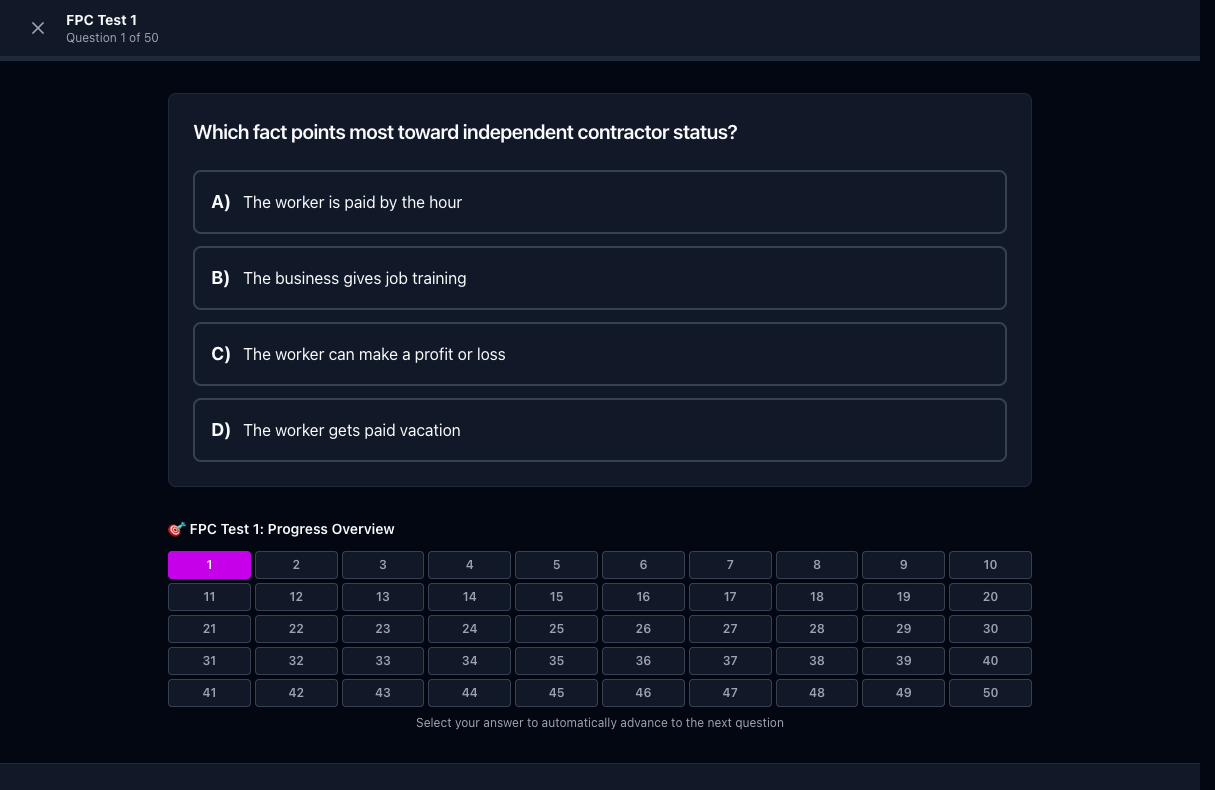 FPC Test 1
Question 1 of 50
Which fact points most toward independent contractor status?
A) The worker is paid by the hour
B) The business gives job training
C) The worker can make a profit or loss
D) The worker gets paid vacation
🎯 FPC Test 1: Progress Overview
1 2 3 4 5 6 7 8 9 10
11 12 13 14 15 16 17 18 19 20
21 22 23 24 25 26 27 28 29 30
31 32 33 34 35 36 37 38 39 40
41 42 43 44 45 46 47 48 49 50
Select your answer to automatically advance to the next question